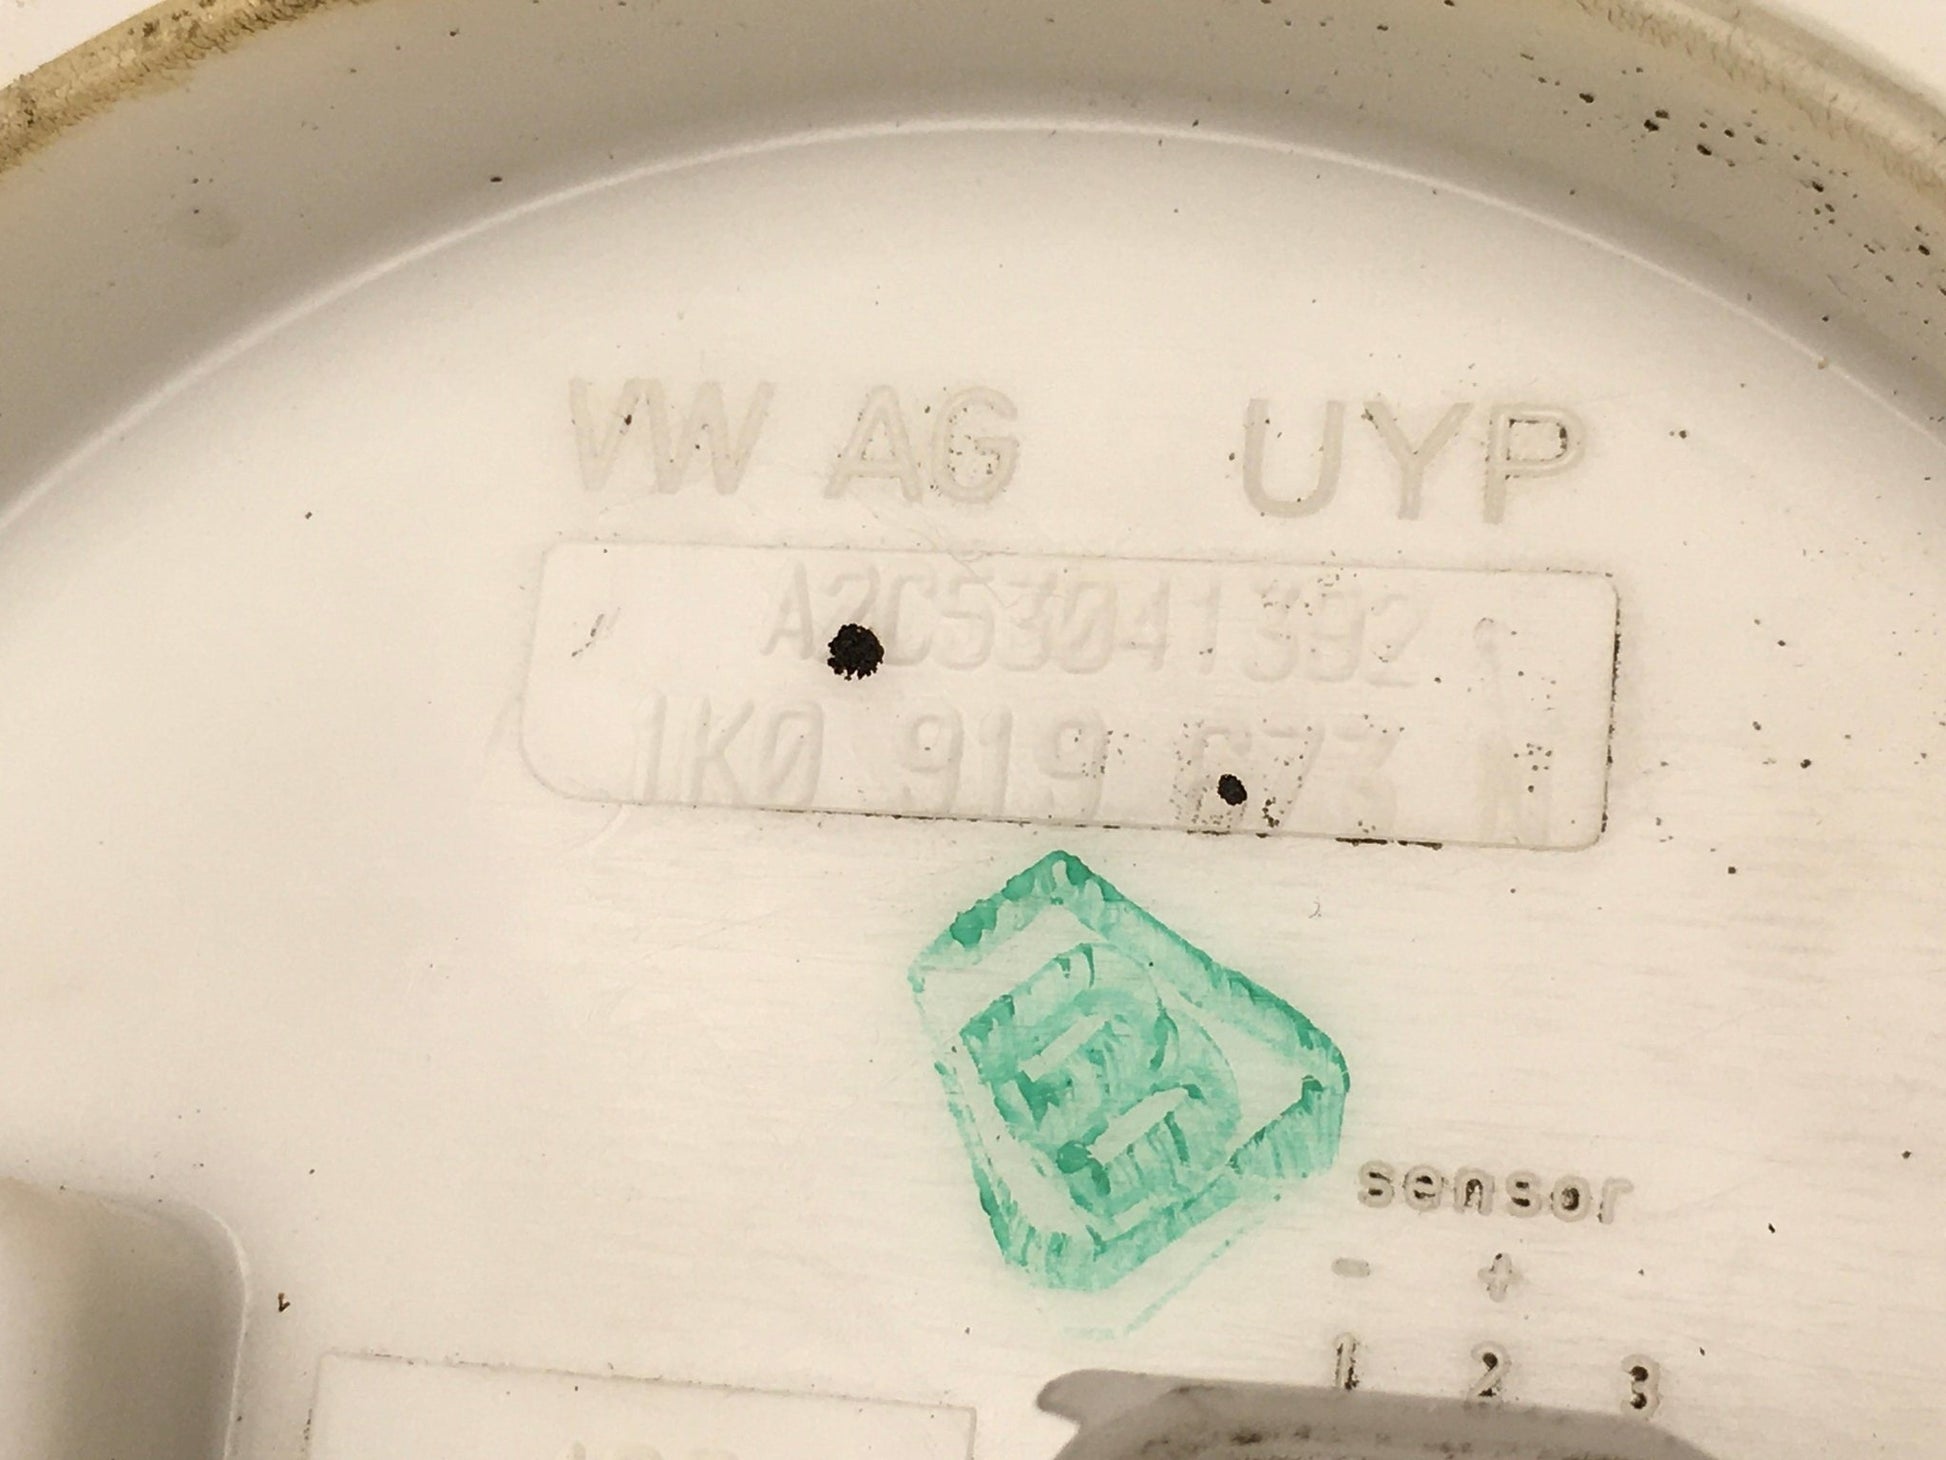 VW AG UYP
A2C53041392
1K0 919 673
B
sensor
- +
1 2 3